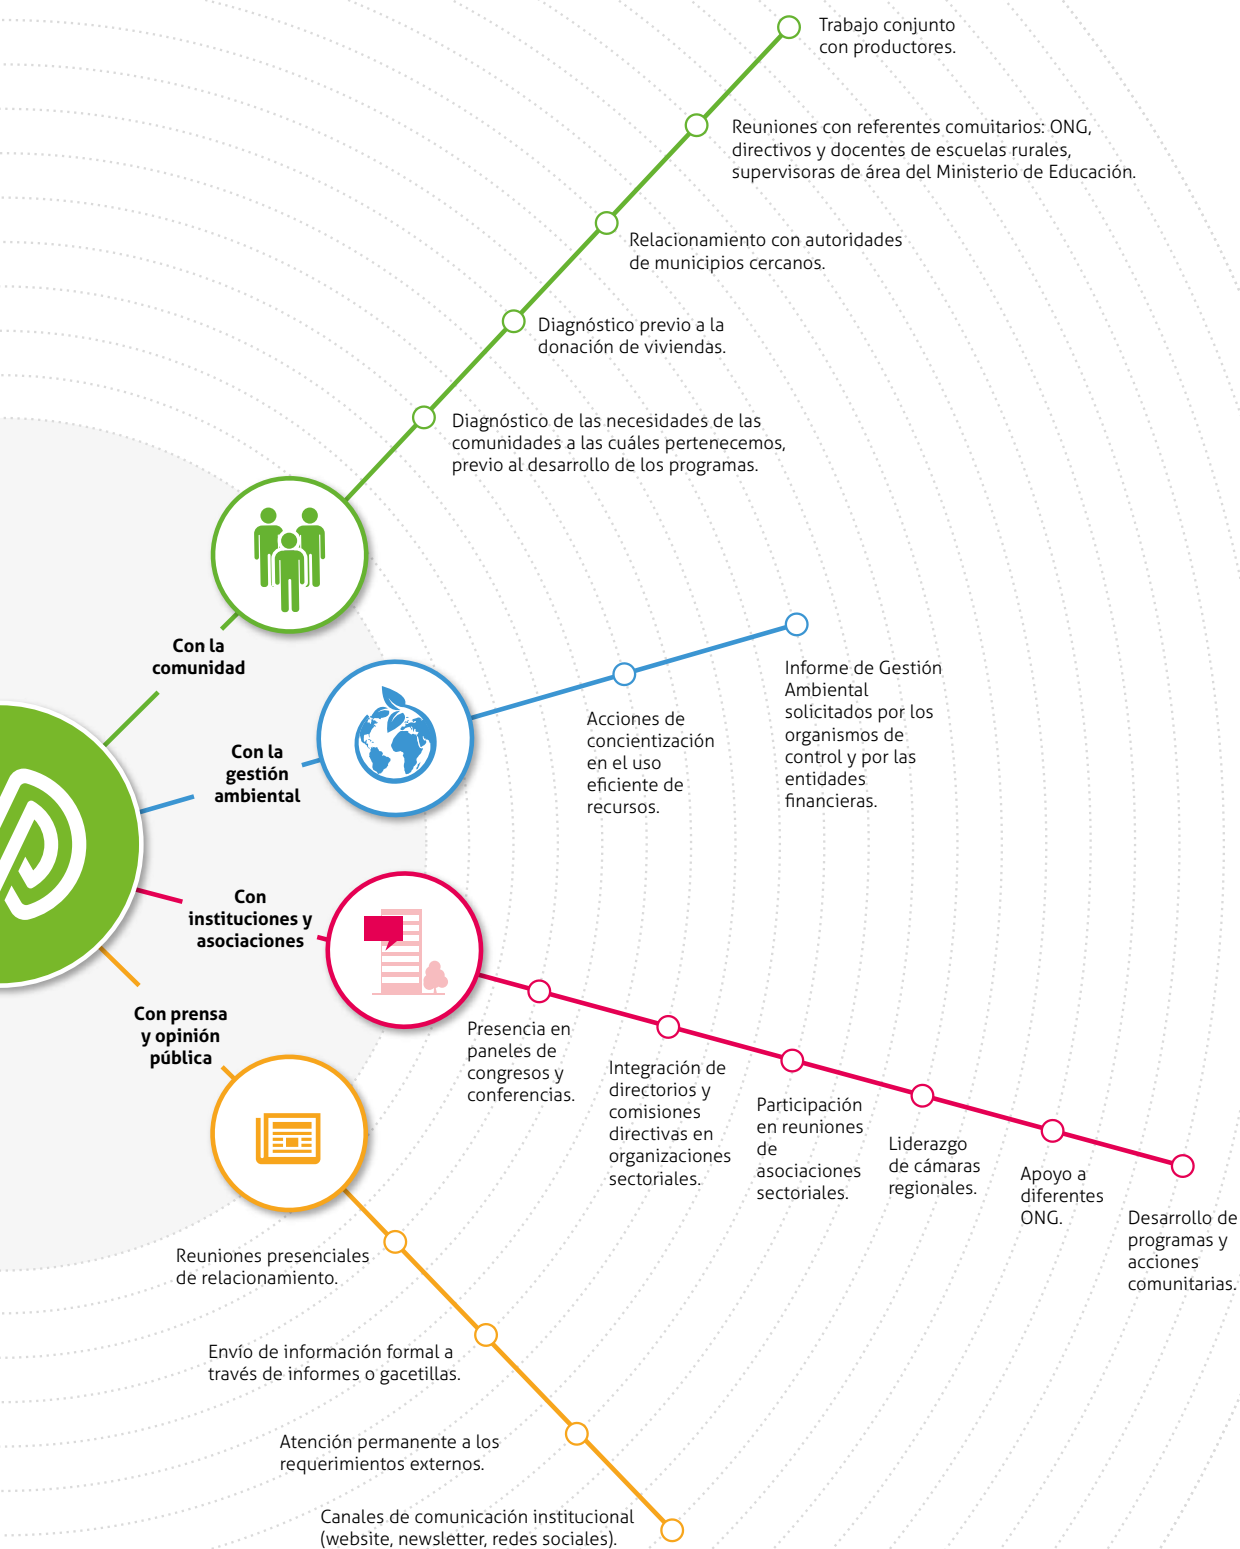 Trabajo conjunto
con productores.
Reuniones con referentes comuitarios: ONG,
directivos y docentes de escuelas rurales,
supervisoras de área del Ministerio de Educación.
Relacionamiento con autoridades
de municipios cercanos.
Diagnóstico previo a la
donación de viviendas.
Diagnóstico de las necesidades de las
comunidades a las cuáles pertenecemos,
previo al desarrollo de los programas.
Con la
comunidad
Con la
gestión
ambiental
Acciones de
concientización
en el uso
eficiente de
recursos.
Informe de Gestión
Ambiental
solicitados por los
organismos de
control y por las
entidades
financieras.
Con
instituciones y
asociaciones
Presencia en
paneles de
congresos y
conferencias.
Integración de
directorios y
comisiones
directivas en
organizaciones
sectoriales.
Participación
en reuniones
de
asociaciones
sectoriales.
Liderazgo
de cámaras
regionales.
Apoyo a
diferentes
ONG.
Desarrollo de
programas y
acciones
comunitarias.
Con prensa
y opinión
pública
Reuniones presenciales
de relacionamiento.
Envío de información formal a
través de informes o gacetillas.
Atención permanente a los
requerimientos externos.
Canales de comunicación institucional
(website, newsletter, redes sociales).